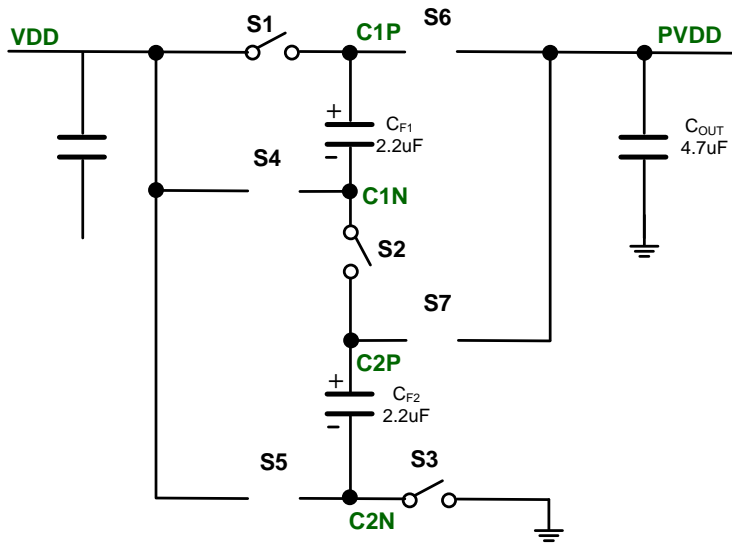 S1
S6
VDD
C1P
PVDD
+
CF1
2.2uF
-
COUT
4.7uF
S4
C1N
S2
S7
C2P
+
CF2
2.2uF
-
S5
S3
C2N